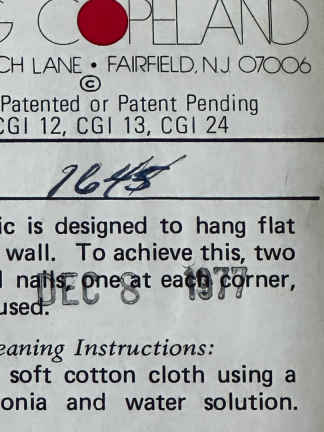 G COPELAND
CH LANE • FAIRFIELD, N.J. 07006
©
Patented or Patent Pending
CGI 12, CGI 13, CGI 24
1645
ic is designed to hang flat
wall. To achieve this, two
l nails, one at each corner,
DEC 8 1977
used.
eaning Instructions:
soft cotton cloth using a
onia and water solution.